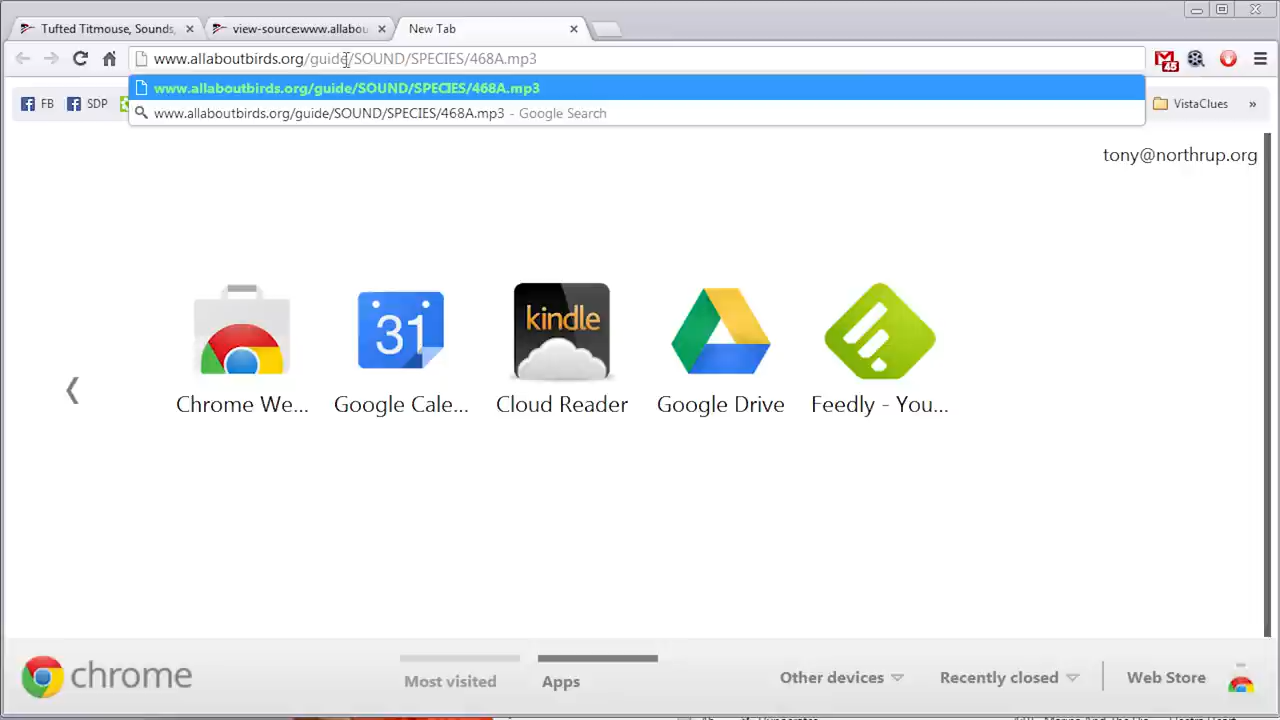 Tufted Titmouse, Sounds,
view-source:www.allabou
New Tab
www.allaboutbirds.org/guide/SOUND/SPECIES/468A.mp3
45
www.allaboutbirds.org/guide/SOUND/SPECIES/468A.mp3
FB
SDP
VistaClues
»
www.allaboutbirds.org/guide/SOUND/SPECIES/468A.mp3 - Google Search
tony@northrup.org
31
kindle
Chrome We...
Google Cale...
Cloud Reader
Google Drive
Feedly - You...
chrome
Most visited
Apps
Other devices
Recently closed
Web Store